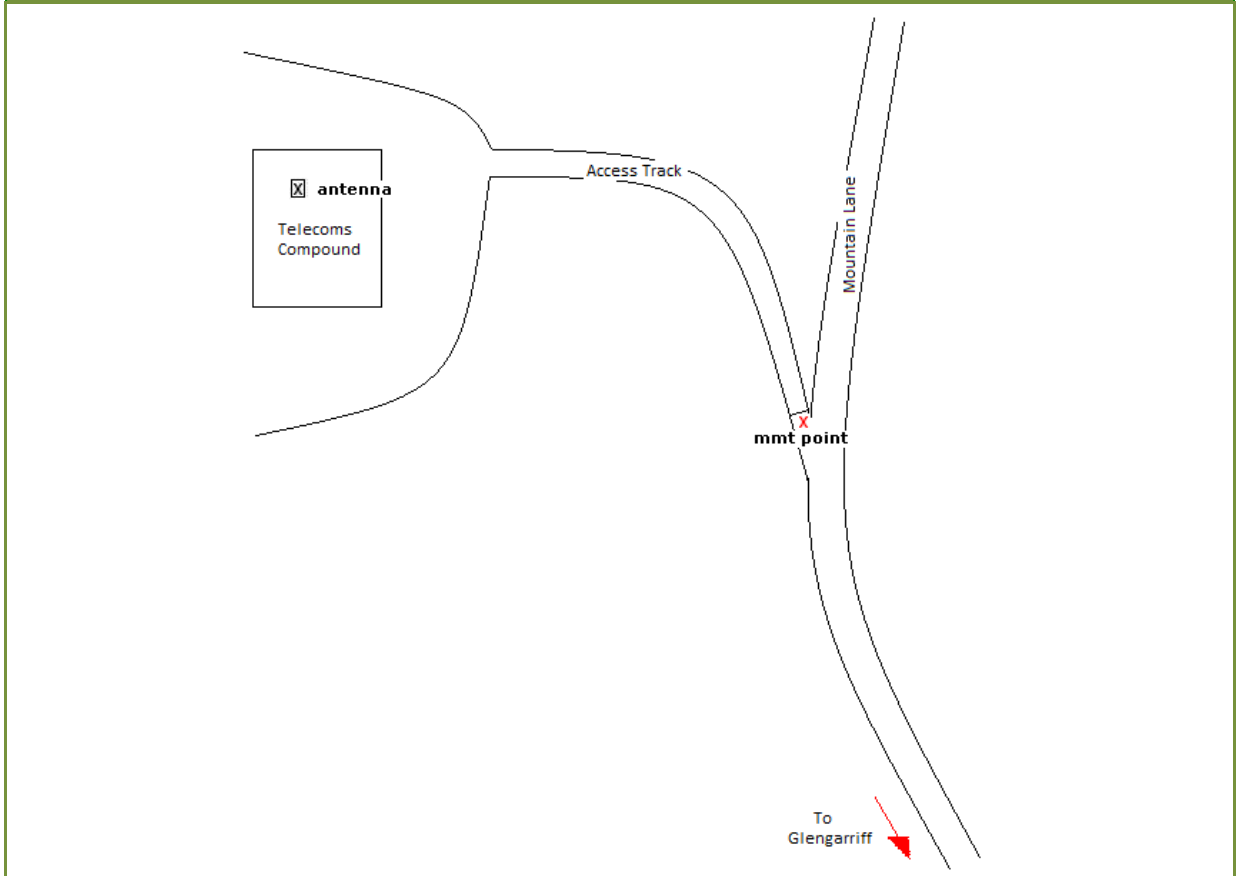 Access Track
Mountain Lane
X antenna
Telecoms
Compound
X
mmt point
To
Glengarriff